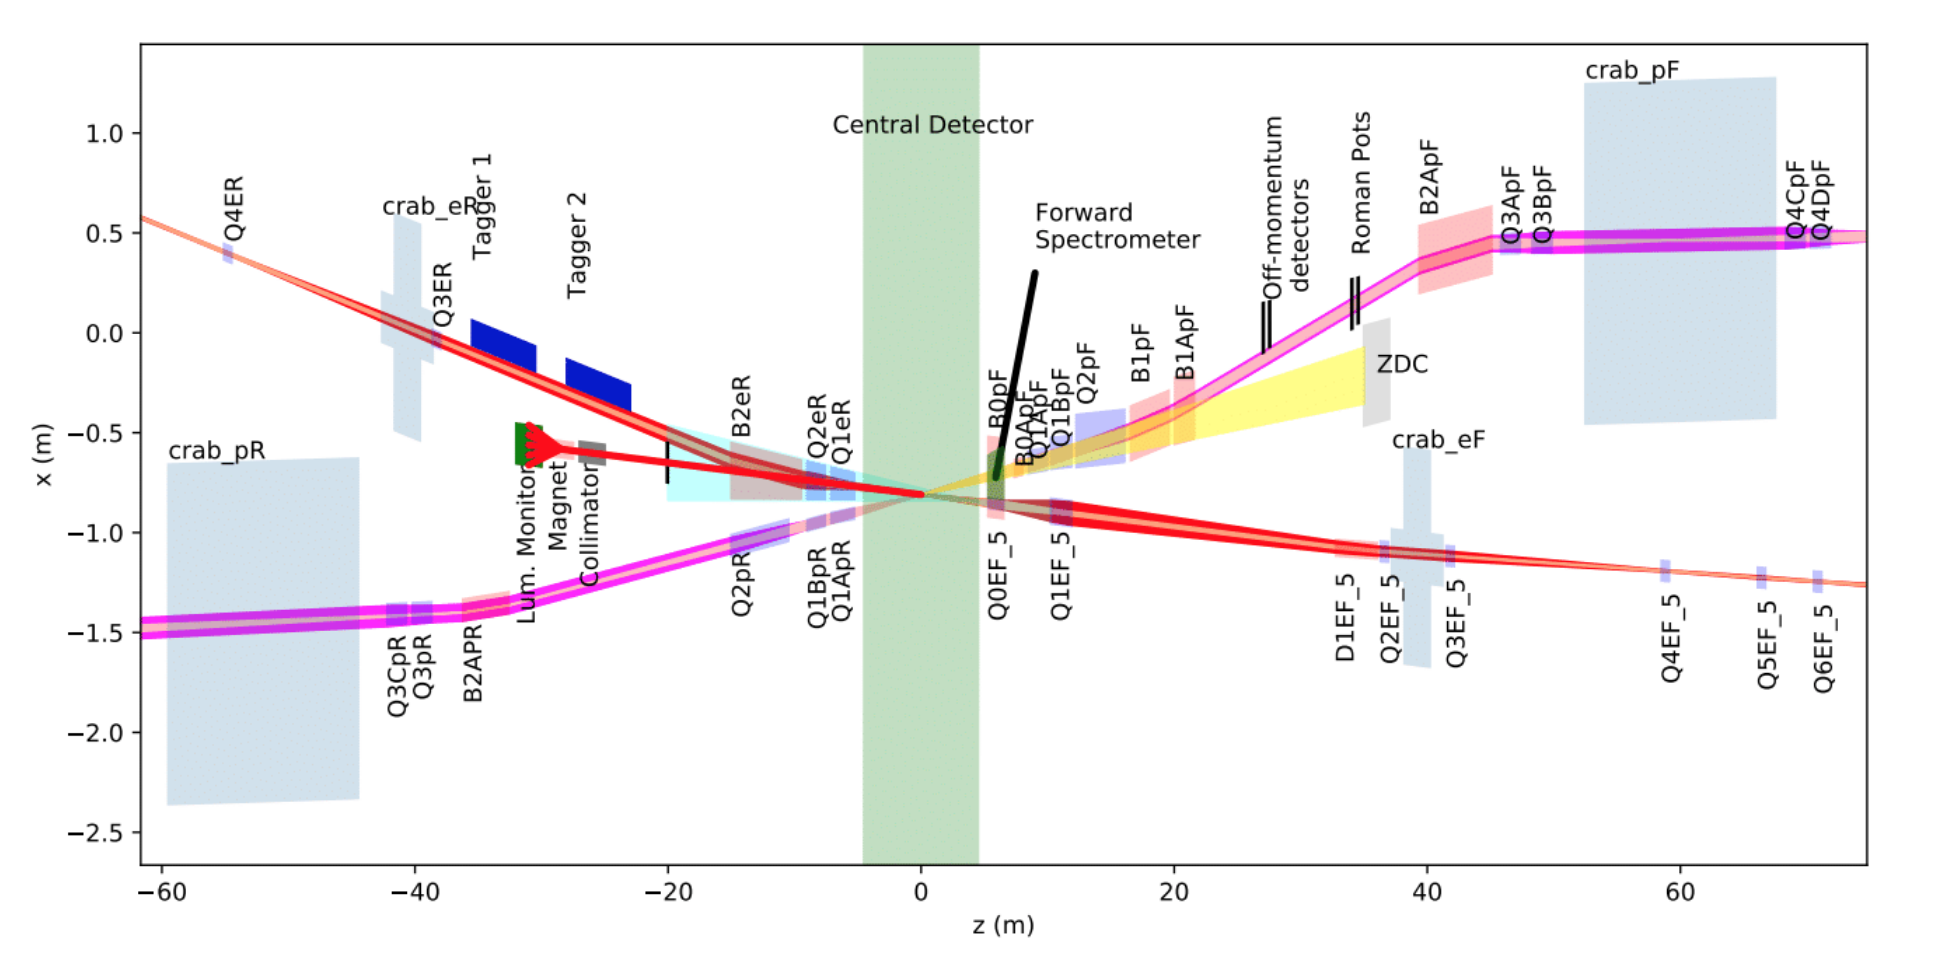 crab_pF
Central Detector
1.0
0.5
0.0
−0.5
−1.0
−1.5
−2.0
−2.5
x (m)
Q4ER
crab_eR
Tagger 1
Tagger 2
Q3ER
Forward
Spectrometer
Off-momentum
detectors
Roman Pots
B2ApF
Q3ApF
Q3BpF
Q4CpF
Q4DpF
B2eR
Q2eR
Q1eR
B0pF
B0ApF
Q1ApF
Q1BpF
Q2pF
B1pF
B1ApF
ZDC
crab_eF
crab_pR
Lum. Monitor
Magnet
Collimator
Q2pR
Q1BpR
Q1ApR
Q0EF_5
Q1EF_5
D1EF_5
Q2EF_5
Q3EF_5
Q4EF_5
Q5EF_5
Q6EF_5
Q3CpR
Q3pR
B2APR
−60
−40
−20
0
20
40
60
z (m)